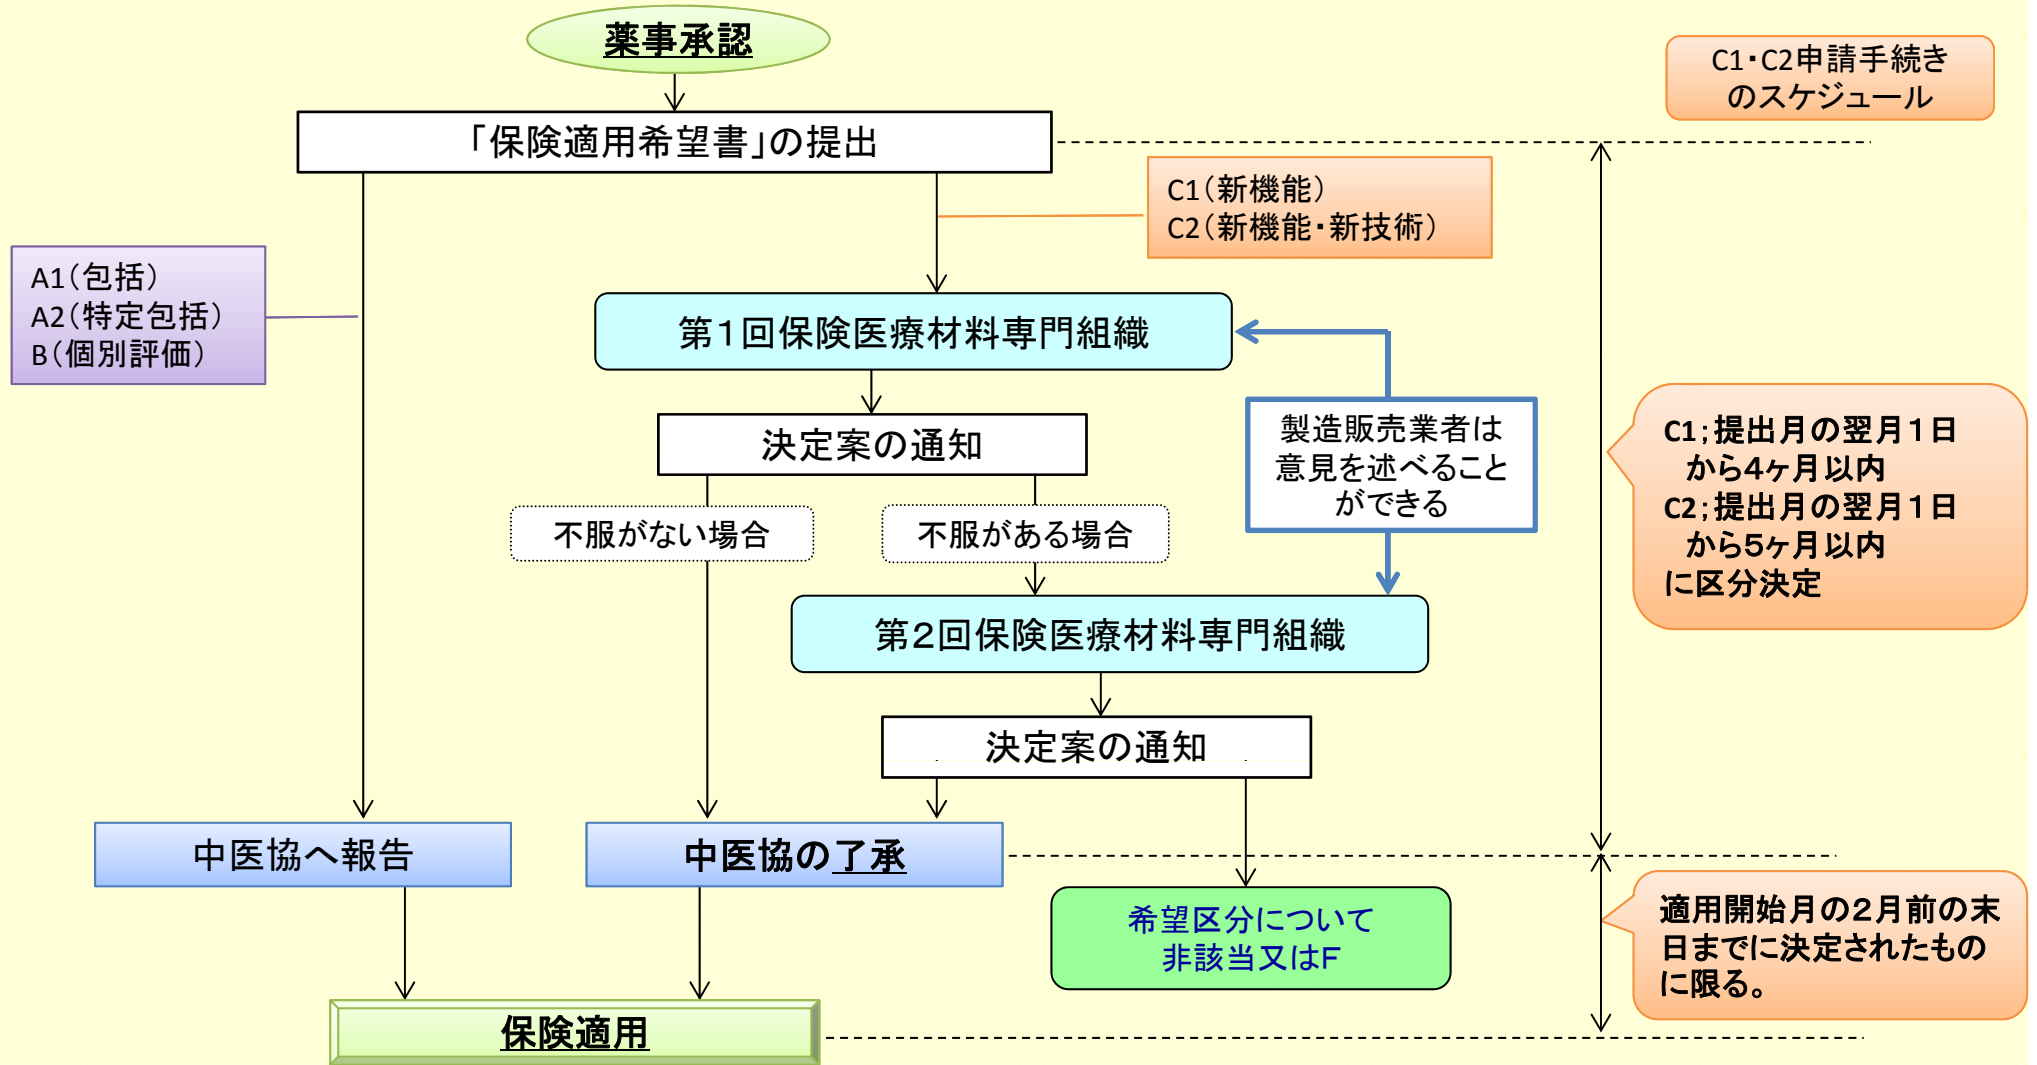 薬事承認
C1・C2申請手続き
のスケジュール
「保険適用希望書」の提出
C1(新機能)
C2(新機能・新技術)
A1(包括)
A2(特定包括)
B(個別評価)
第1回保険医療材料専門組織
決定案の通知
製造販売業者は
意見を述べること
ができる
C1;提出月の翌月1日
から4ヶ月以内
C2;提出月の翌月1日
から5ヶ月以内
に区分決定
不服がない場合
不服がある場合
第2回保険医療材料専門組織
決定案の通知
中医協へ報告
中医協の了承
希望区分について
非該当又はF
適用開始月の2月前の末
日までに決定されたもの
に限る。
保険適用